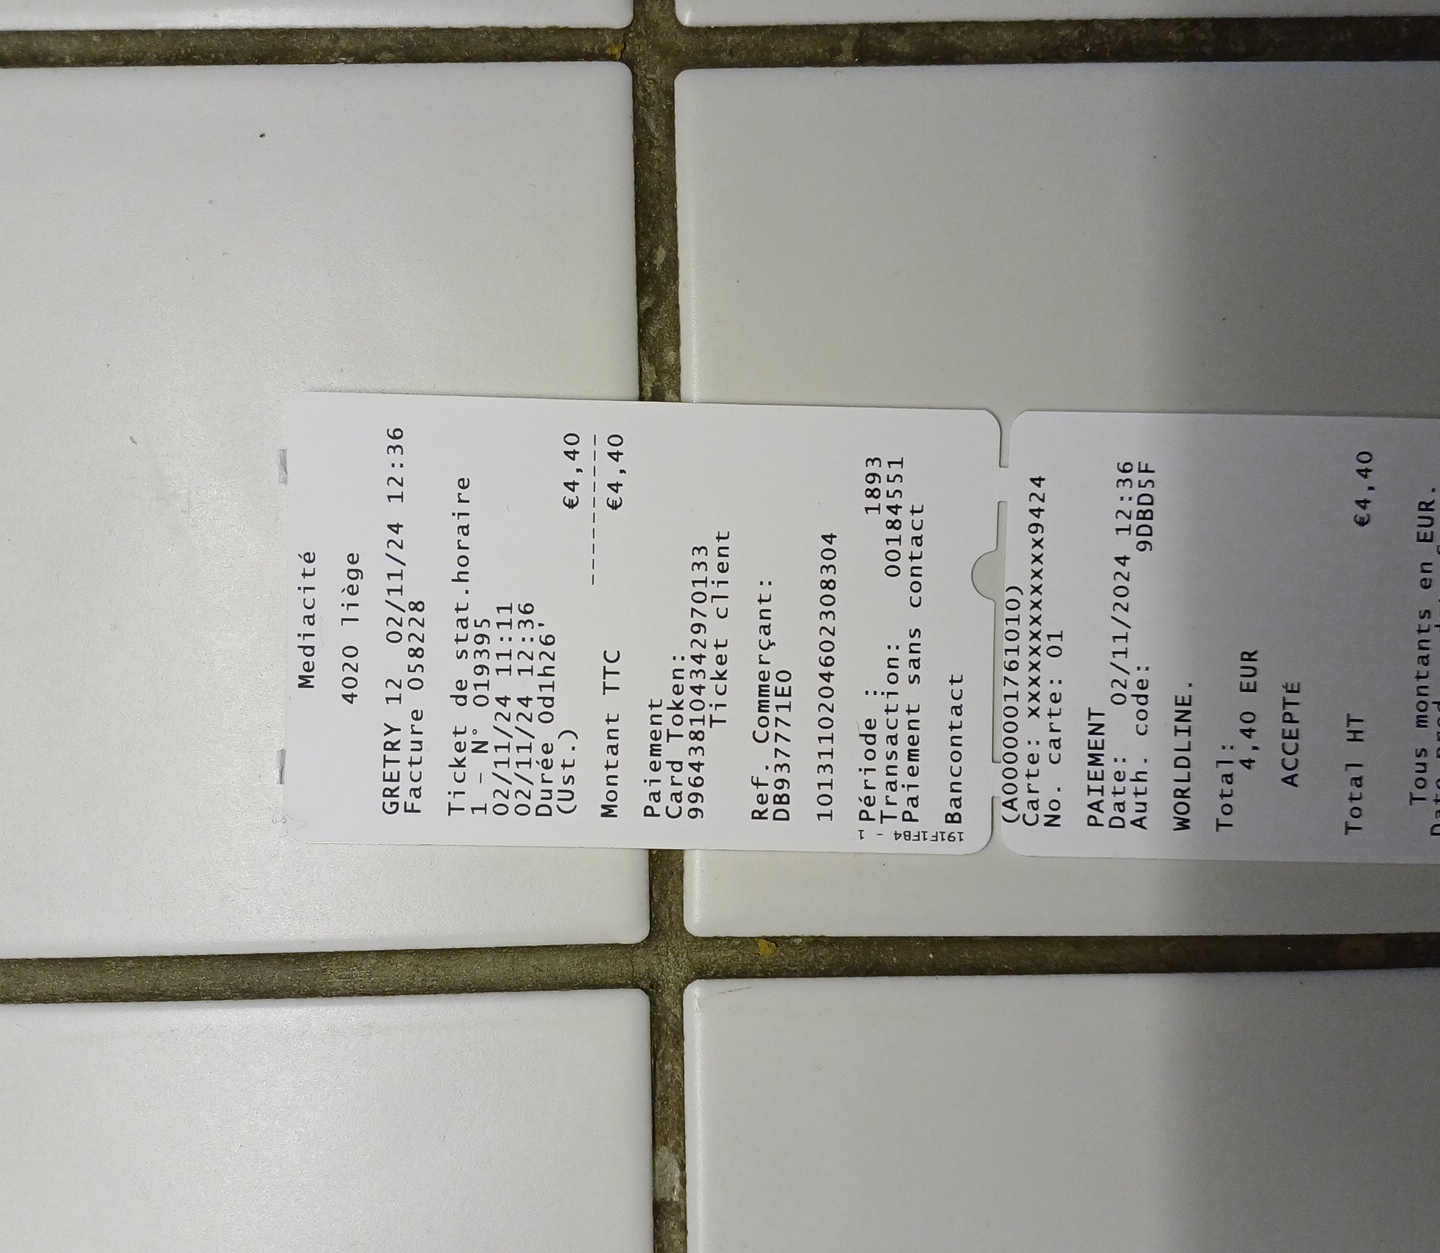 Mediacité
4020 liège
GRETRY 12  02/11/24 12:36
Facture 058228
Ticket de stat.horaire
1 - N°  019395
02/11/24 11:11
02/11/24 12:36
Durée 0d1h26'
(Ust.)                €4,40
-----------
Montant TTC           €4,40
Paiement
Card Token:
996438104342970133
Ticket client
Ref. Commerçant:
DB937771E0
10131102046023083​04
Période :          1893
Transaction:   00184551
Paiement sans contact
Bancontact
191F1FB4 - 1
(A0000001761010)
Carte: xxxxxxxxxxxxx9424
No. carte: 01
PAIEMENT
Date:   02/11/2024 12:36
Auth. code:      9DBD5F
WORLDLINE.
Total:
4,40 EUR
ACCEPTÉ
Total HT            €4,40
Tous montants en EUR.